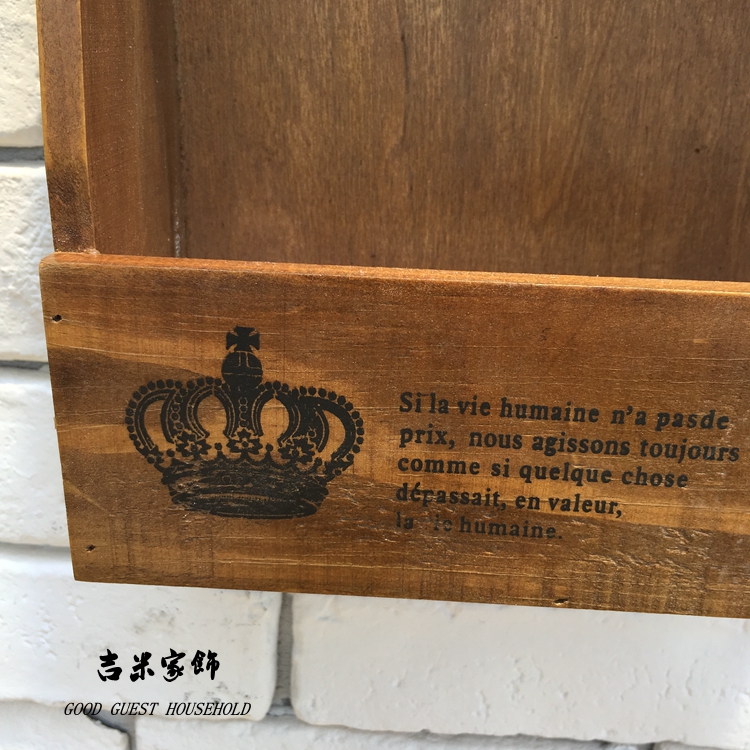 Si la vie humaine n'a pasde
prix, nous agissons toujours
comme si quelque chose
dépassait, en valeur,
la humaine.
吉米家飾
GOOD GUEST HOUSEHOLD